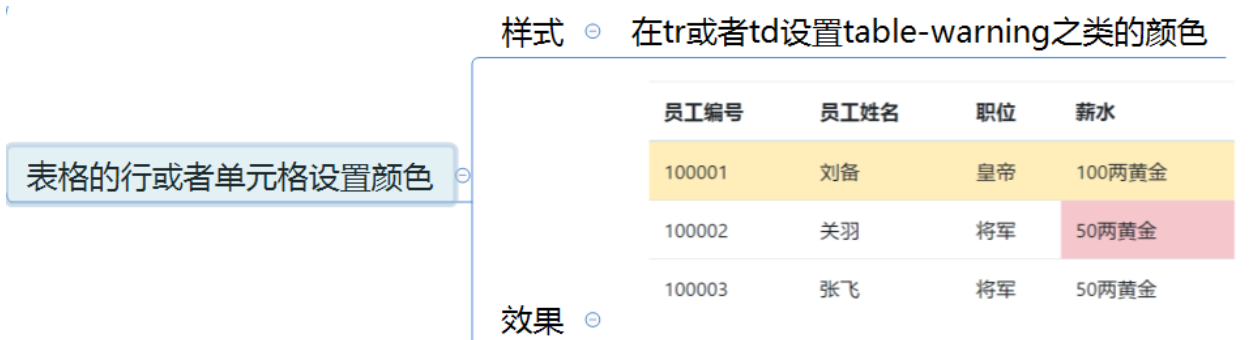 样式 在tr或者td设置table-warning之类的颜色
表格的行或者单元格设置颜色
员工编号 员工姓名 职位 薪水
100001 刘备 皇帝 100两黄金
100002 关羽 将军 50两黄金
100003 张飞 将军 50两黄金
效果